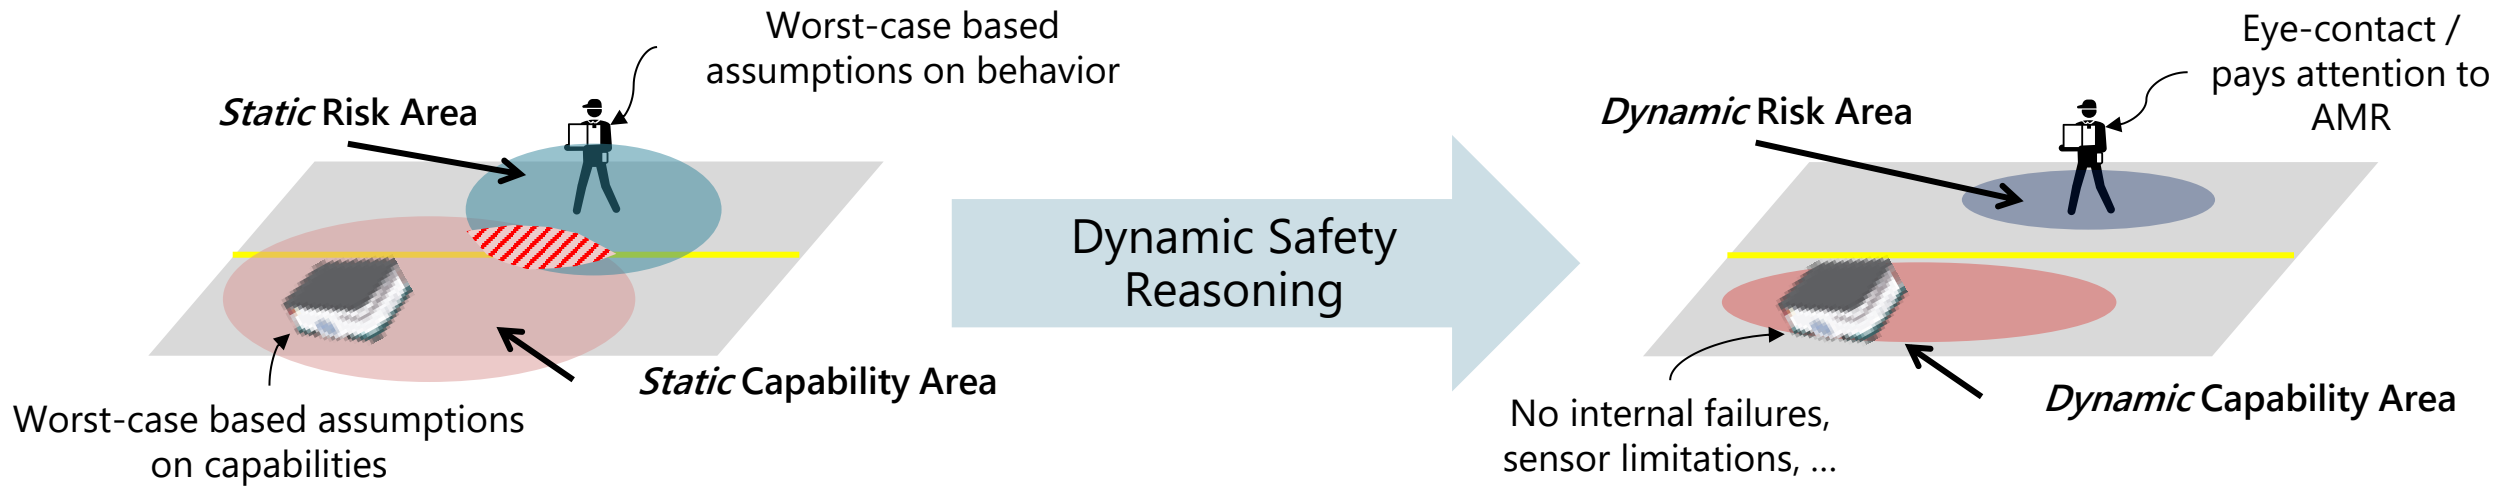 Worst-case based
assumptions on behavior
Static Risk Area
Static Capability Area
Worst-case based assumptions
on capabilities
Dynamic Safety
Reasoning
Eye-contact /
pays attention to
AMR
Dynamic Risk Area
Dynamic Capability Area
No internal failures,
sensor limitations, ...